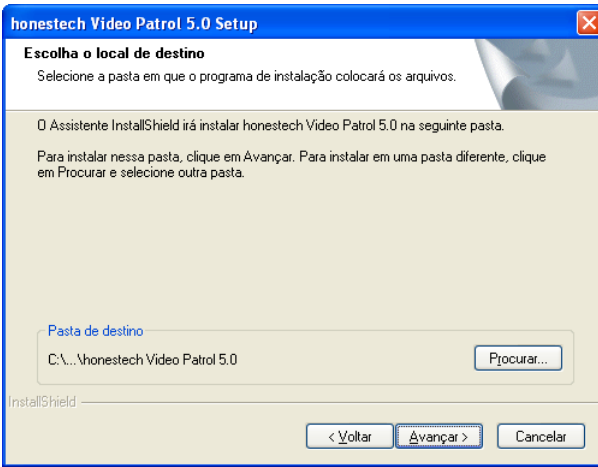 honestech Video Patrol 5.0 Setup
Escolha o local de destino
Selecione a pasta em que o programa de instalação colocará os arquivos.
O Assistente InstallShield irá instalar honestech Video Patrol 5.0 na seguinte pasta.
Para instalar nessa pasta, clique em Avançar. Para instalar em uma pasta diferente, clique
em Procurar e selecione outra pasta.
Pasta de destino
C:\...\honestech Video Patrol 5.0
Procurar...
InstallShield
< Voltar
Avançar >
Cancelar